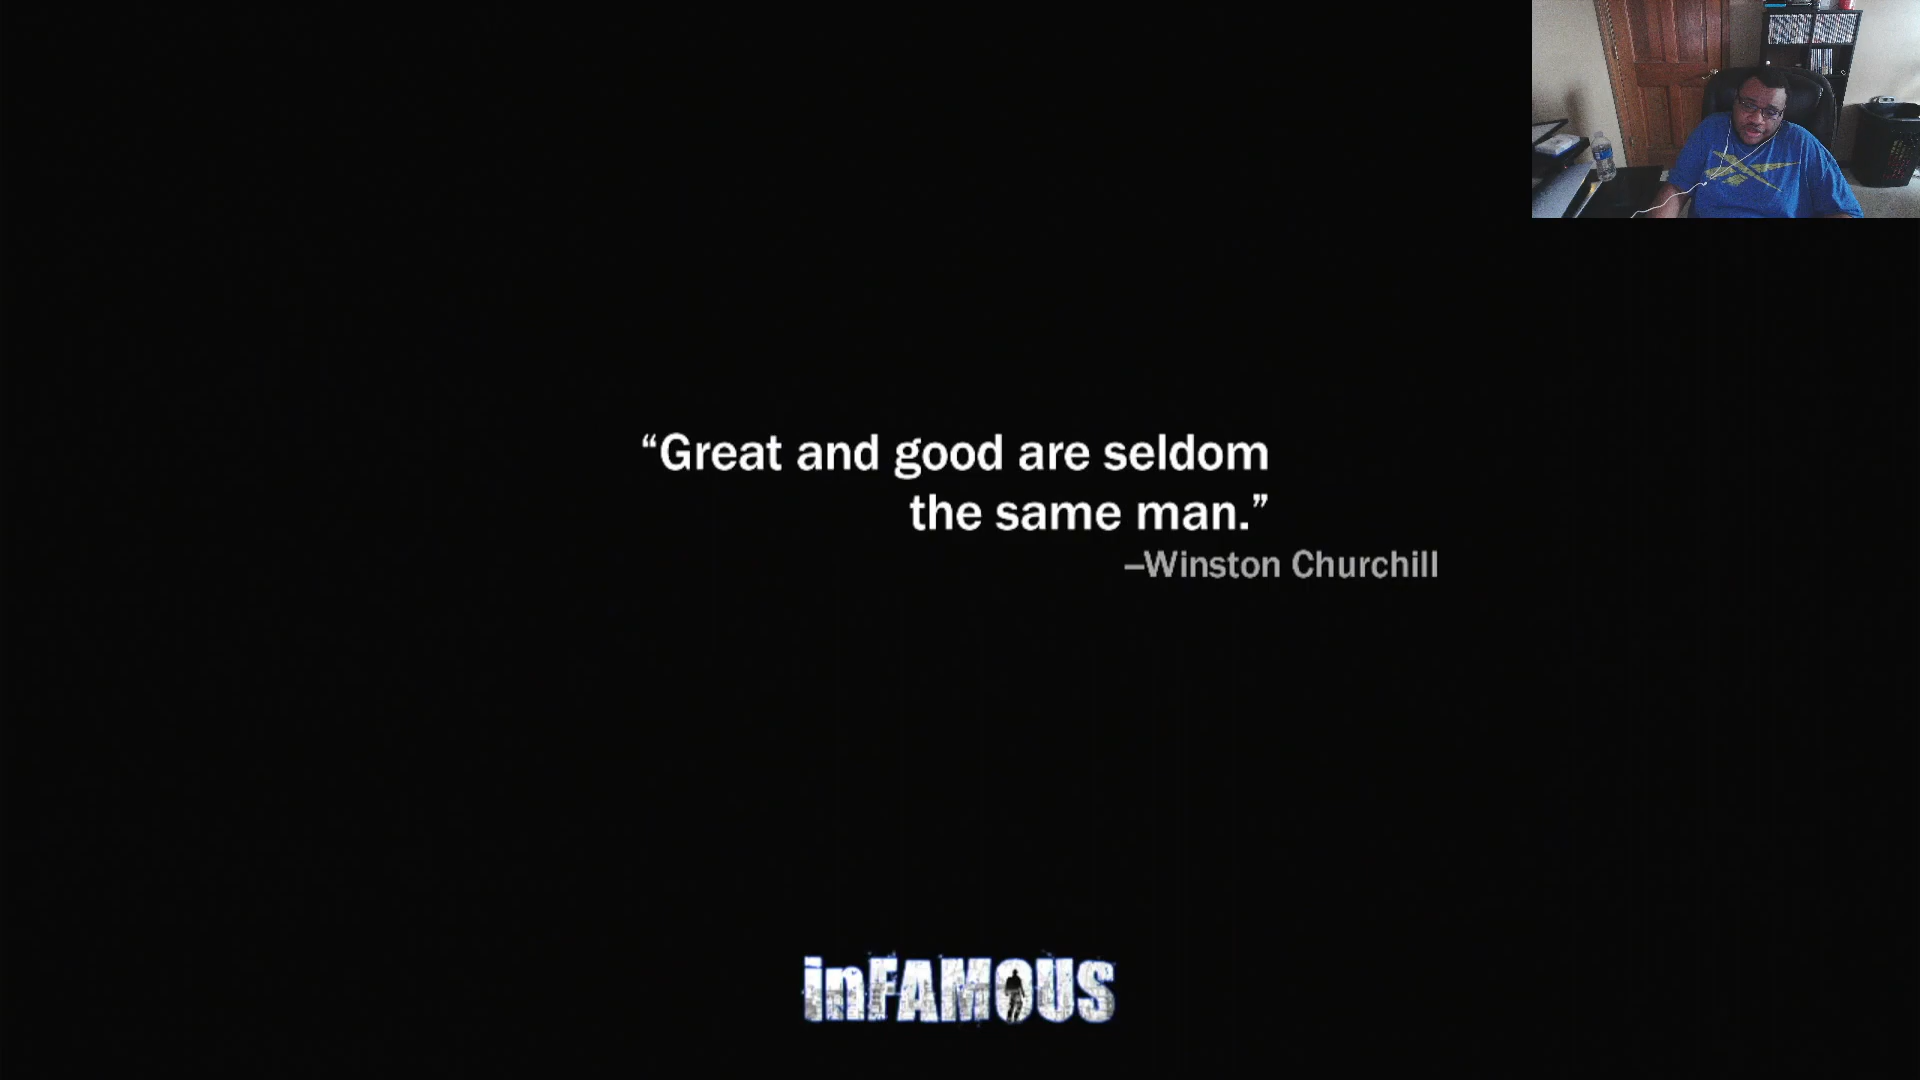 “Great and good are seldom
the same man.”
–Winston Churchill
inFAMOUS